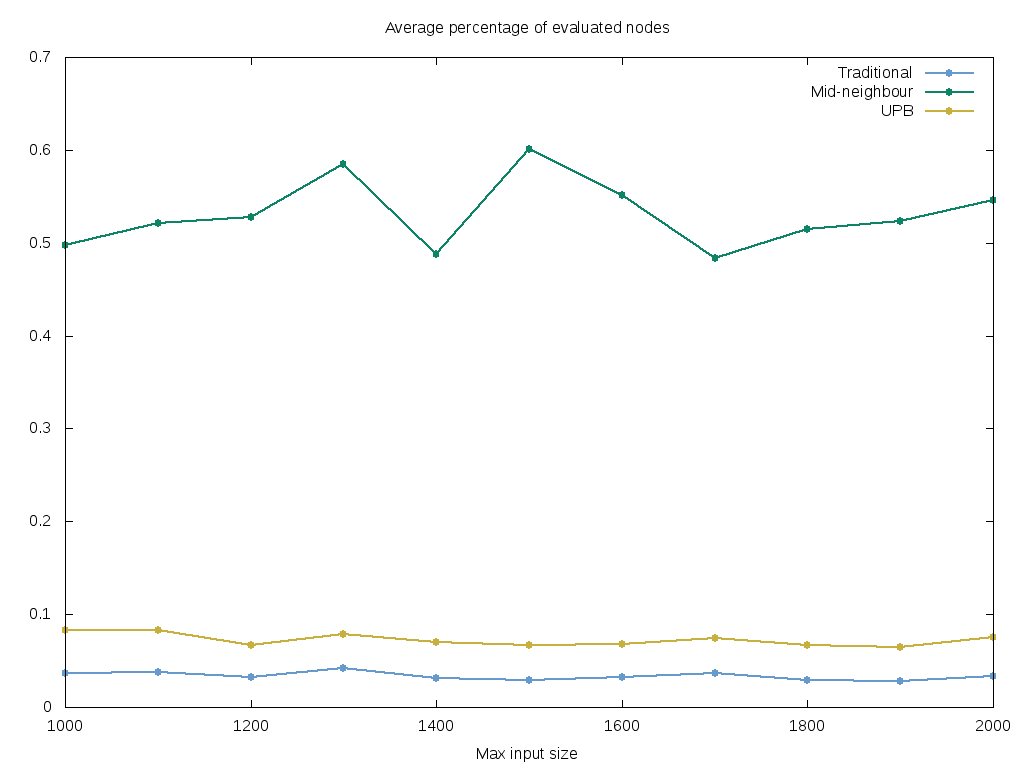 Average percentage of evaluated nodes
0.7
0.6
0.5
0.4
0.3
0.2
0.1
0
Traditional
Mid-neighbour
UPB
1000 1200 1400 1600 1800 2000
Max input size